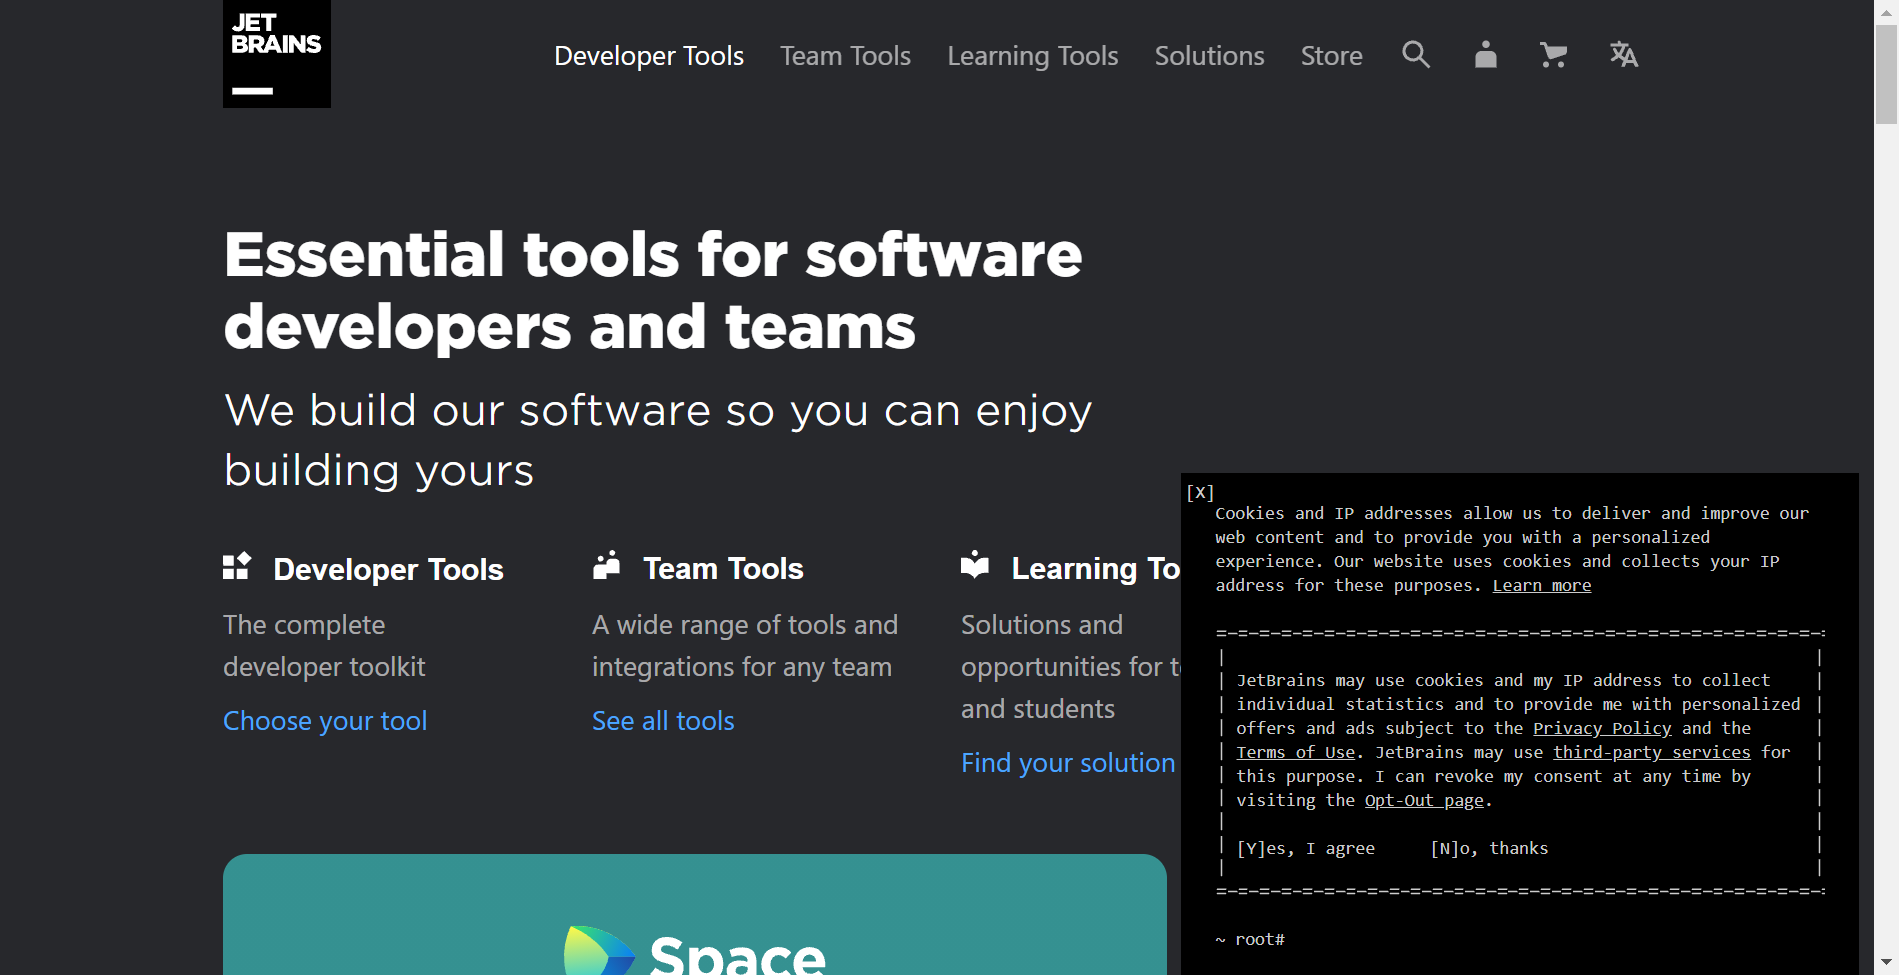 JET
BRAINS
Developer Tools Team Tools Learning Tools Solutions Store
Essential tools for software
developers and teams
We build our software so you can enjoy
building yours
Developer Tools
The complete
developer toolkit
Choose your tool
Team Tools
A wide range of tools and
integrations for any team
See all tools
Learning To
Solutions and
opportunities for t
and students
Find your solution
Space
[X]
Cookies and IP addresses allow us to deliver and improve our
web content and to provide you with a personalized
experience. Our website uses cookies and collects your IP
address for these purposes. Learn more
JetBrains may use cookies and my IP address to collect
individual statistics and to provide me with personalized
offers and ads subject to the Privacy Policy and the
Terms of Use. JetBrains may use third-party services for
this purpose. I can revoke my consent at any time by
visiting the Opt-Out page.
[Y]es, I agree [N]o, thanks
~ root#